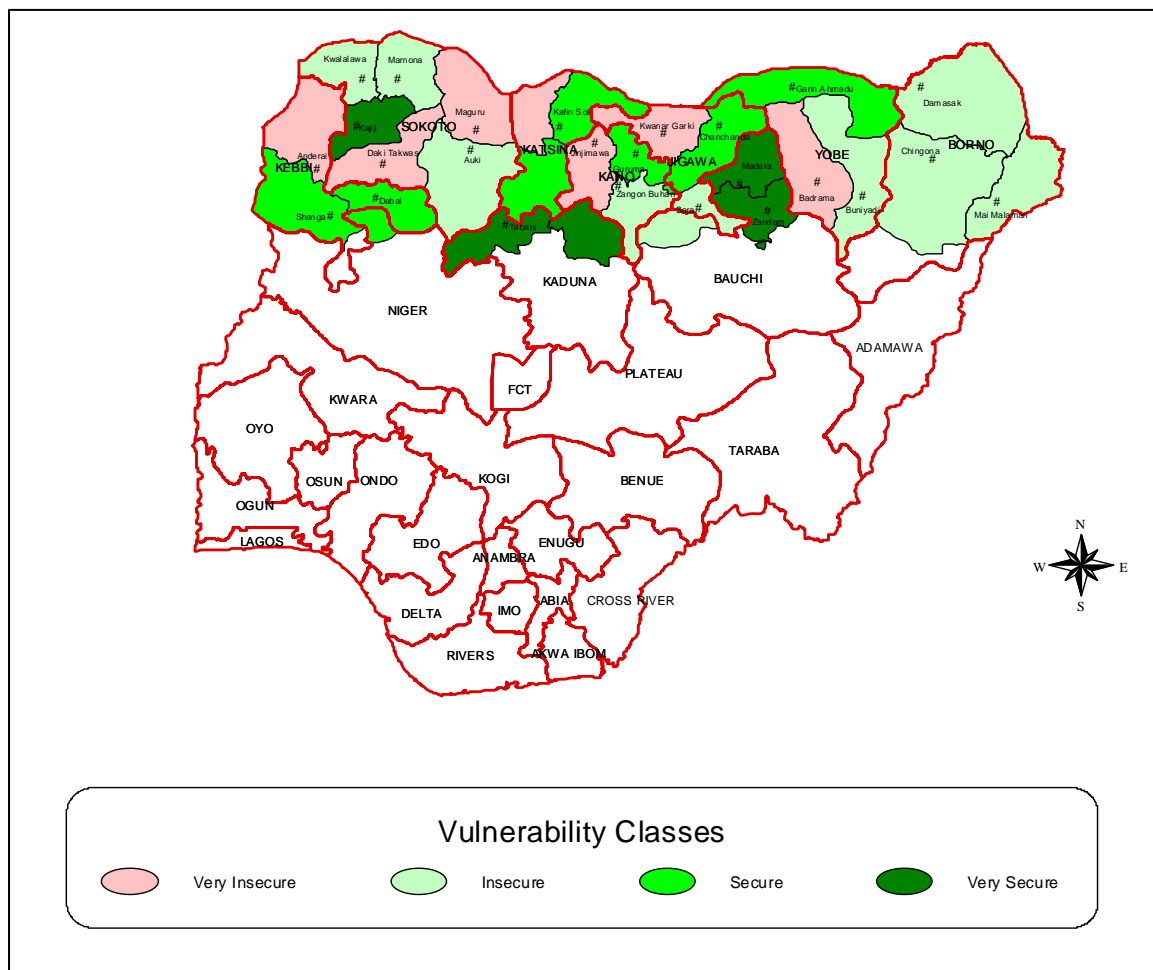 Kwalalawa
Marnona
Maguru
Kajiji
SOKOTO
Auki
Anderai
KEBBI
Daki Takwas
Dabai
Shanga
Kafin Soli
KATSINA
Kwanar Garki
Chanchanda
Gurume
JIGAWA
KANO
Zangon Buhari
Garin Ahmadu
Damasak
Chingona
BORNO
Madara
YOBE
Badrama
Buniyadi
Mai Malamari
Zandam
Tabani
KADUNA
BAUCHI
NIGER
ADAMAWA
PLATEAU
FCT
KWARA
OYO
TARABA
OSUN
ONDO
KOGI
BENUE
OGUN
LAGOS
EDO
ENUGU
ANAMBRA
DELTA
IMO
ABIA
CROSS RIVER
RIVERS
AKWA IBOM
N
W
E
S
Vulnerability Classes
Very Insecure
Insecure
Secure
Very Secure